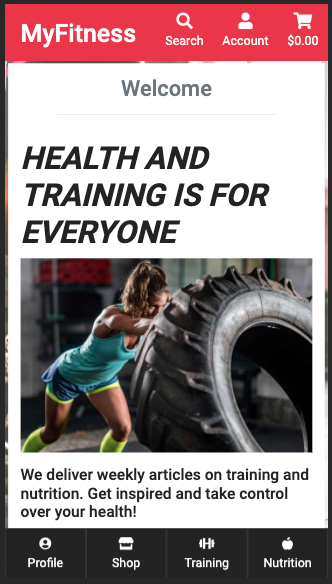 MyFitness
Search Account $0.00
Welcome
HEALTH AND
TRAINING IS FOR
EVERYONE
We deliver weekly articles on training and
nutrition. Get inspired and take control
over your health!
Profile Shop Training Nutrition